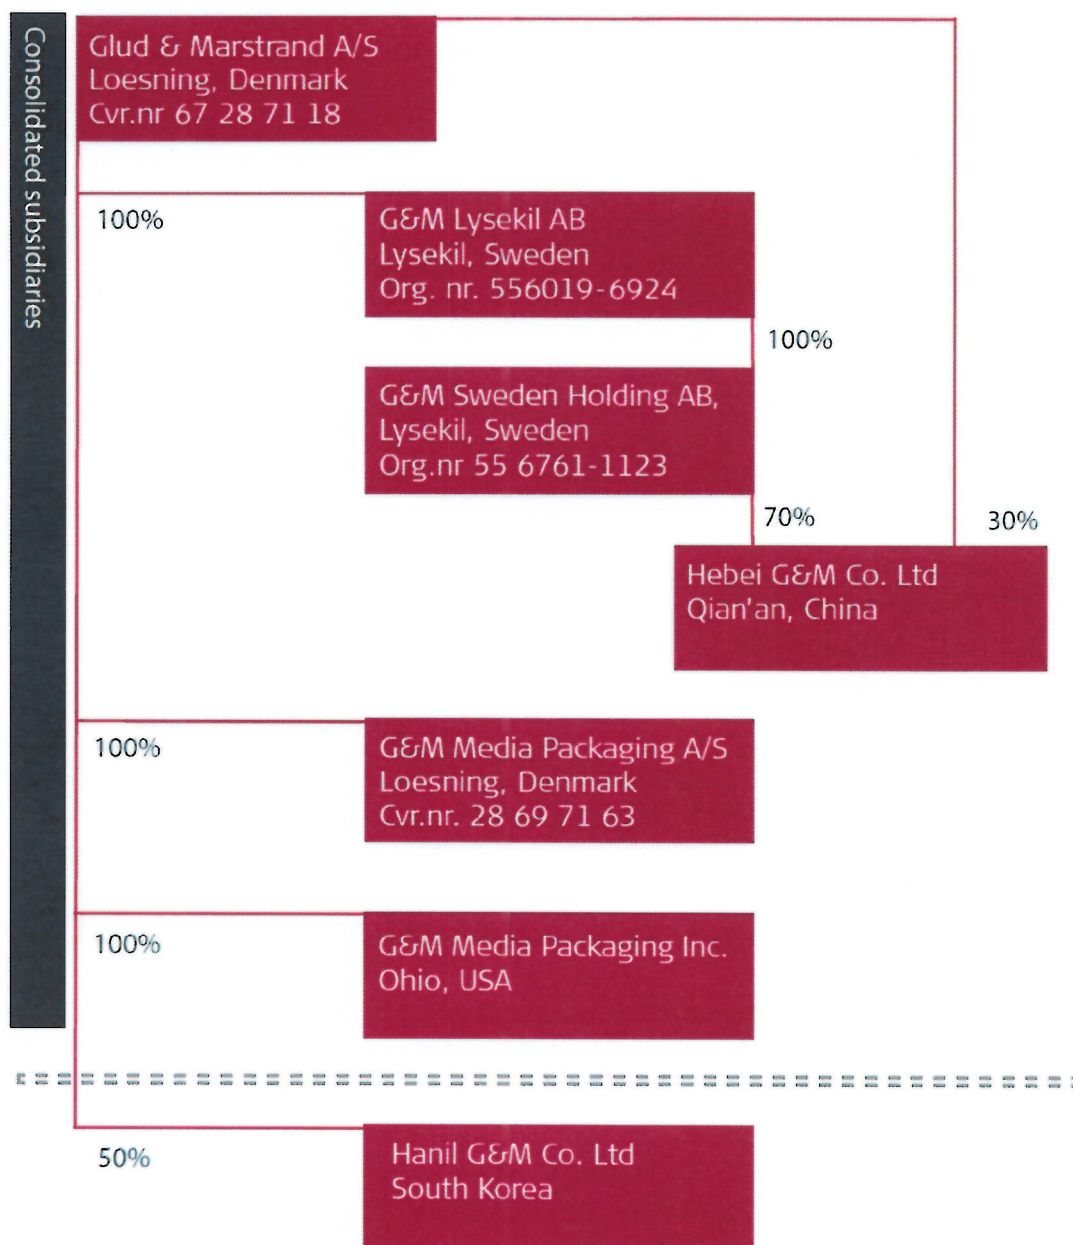 Consolidated subsidiaries
Glud & Marstrand A/S
Loesning, Denmark
Cvr.nr 67 28 71 18
100%
G&M Lysekil AB
Lysekil, Sweden
Org. nr. 556019-6924
100%
G&M Sweden Holding AB,
Lysekil, Sweden
Org.nr 55 6761-1123
70%
30%
Hebei G&M Co. Ltd
Qian'an, China
100%
G&M Media Packaging A/S
Loesning, Denmark
Cvr.nr. 28 69 71 63
100%
G&M Media Packaging Inc.
Ohio, USA
50%
Hanil G&M Co. Ltd
South Korea